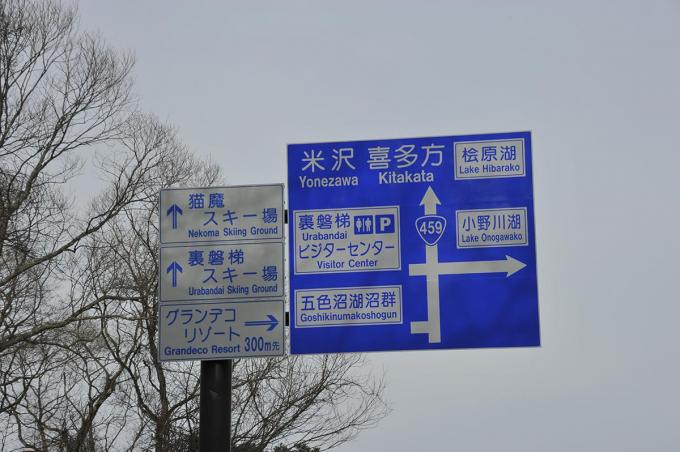 猫魔
スキー場
Nekoma Skiing Ground
裏磐梯
スキー場
Urabandai Skiing Ground
グランデコ
リゾート
Grandeco Resort 300m先
米沢 喜多方
Yonezawa Kitakata
桧原湖
Lake Hibarako
裏磐梯 P
Urabandai
ビジターセンター
Visitor Center
459
小野川湖
Lake Onogawako
五色沼湖沼群
Goshikinumakoshogun